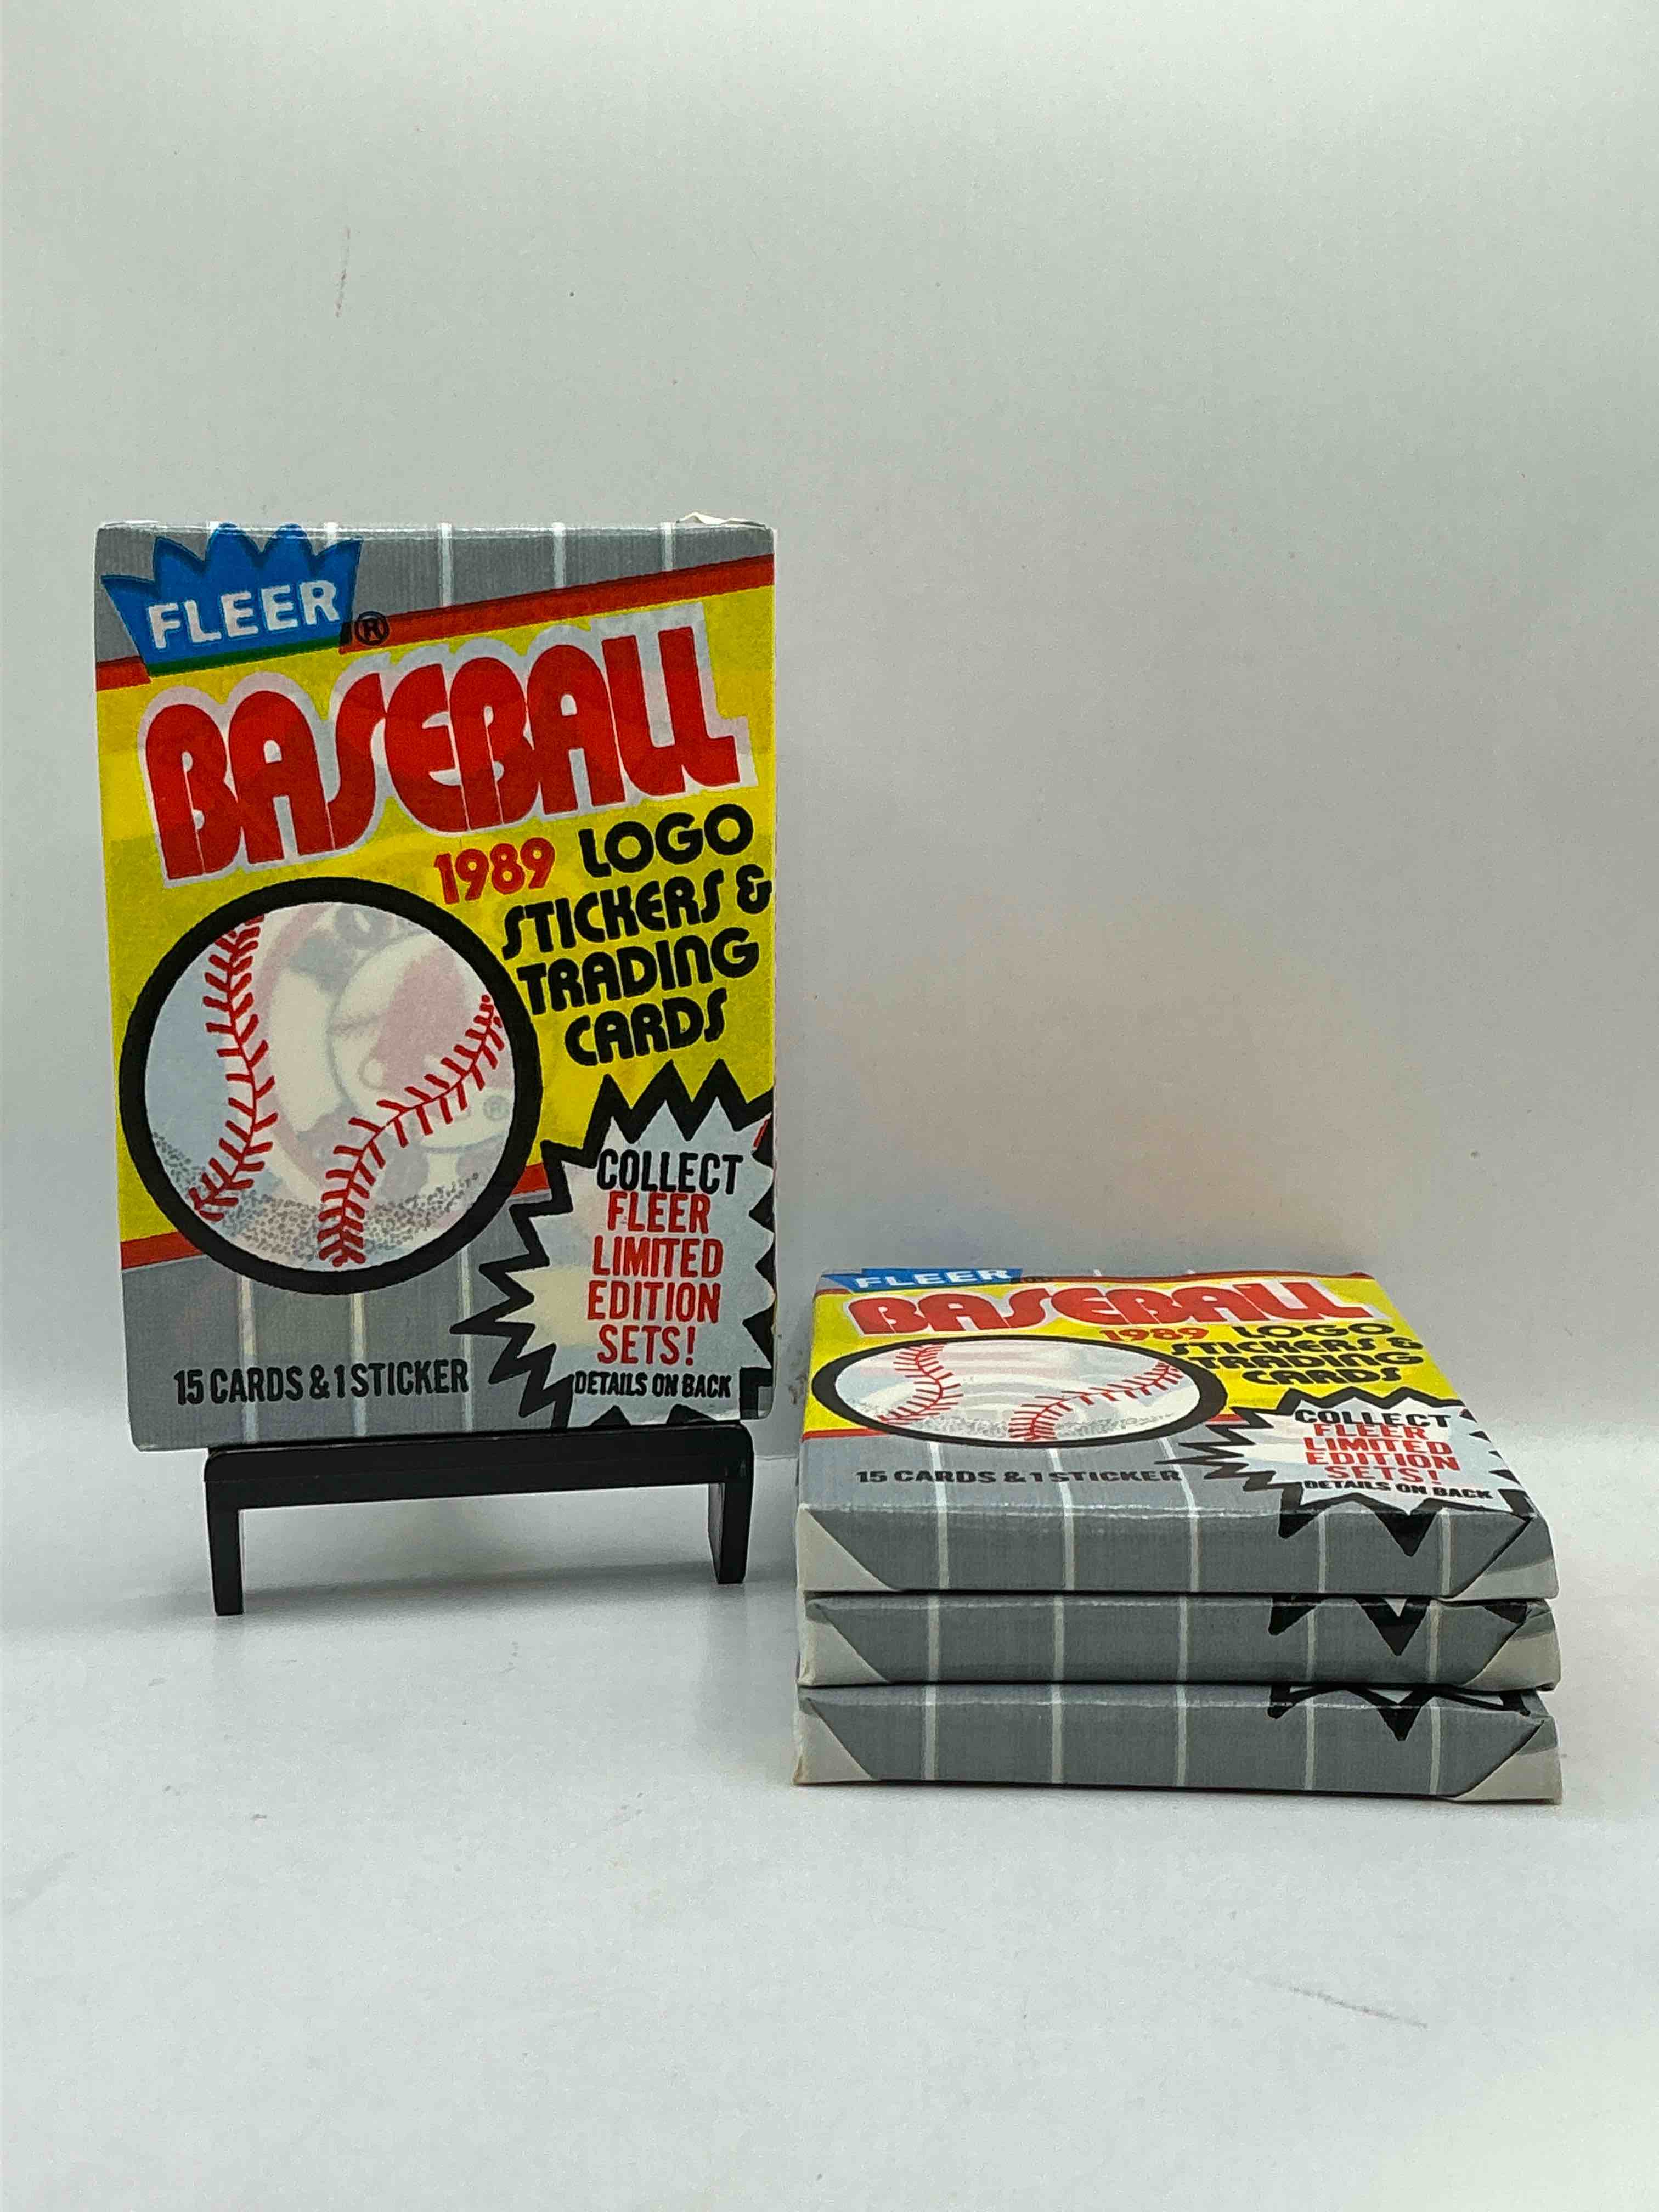 FLEER®
BASEBALL
1989 LOGO
STICKERS &
TRADING
CARDS
COLLECT
FLEER
LIMITED
EDITION
SETS!
DETAILS ON BACK
15 CARDS & 1 STICKER
FLEER®
BASEBALL
1989 LOGO
STICKERS &
TRADING
CARDS
COLLECT
FLEER
LIMITED
EDITION
SETS!
DETAILS ON BACK
15 CARDS & 1 STICKER